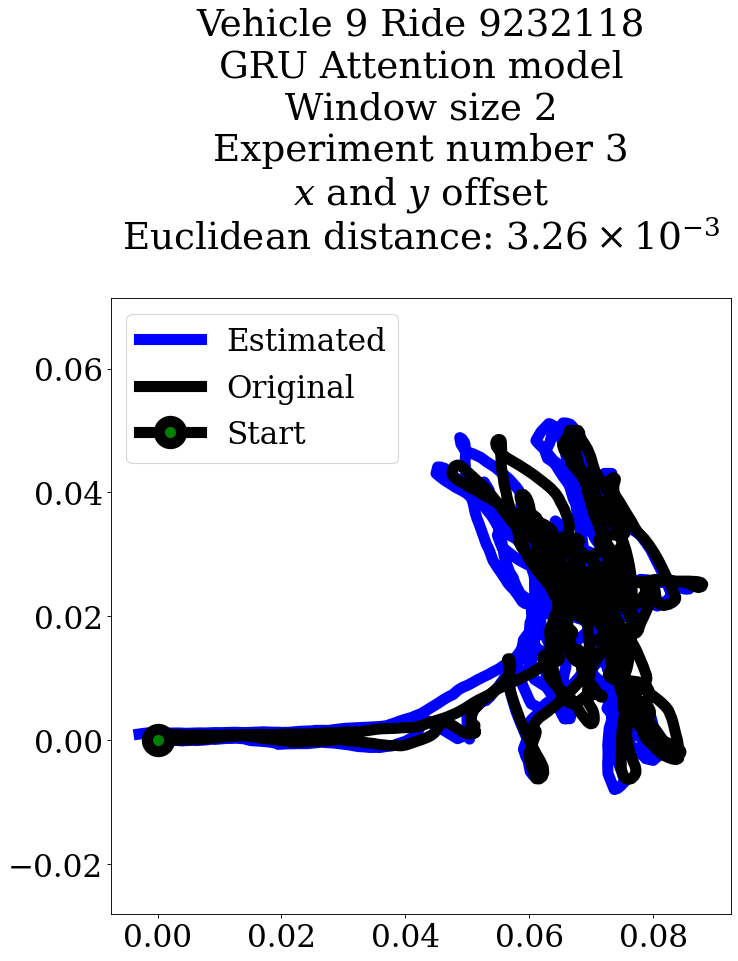 Vehicle 9 Ride 9232118
GRU Attention model
Window size 2
Experiment number 3
x and y offset
Euclidean distance: 3.26 × 10⁻³
Estimated
Original
Start
0.06
0.04
0.02
0.00
−0.02
0.00 0.02 0.04 0.06 0.08